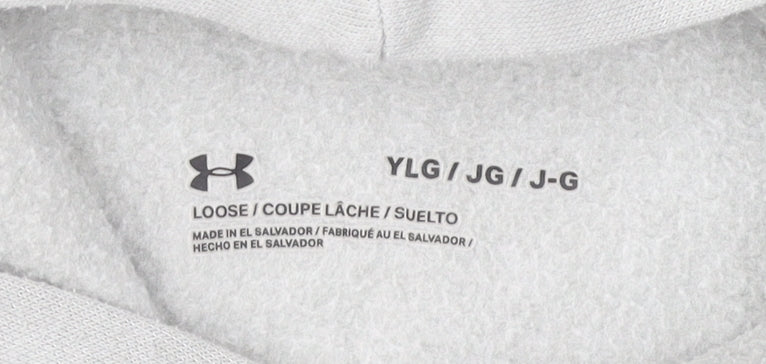 YLG / JG / J-G
LOOSE / COUPE LÂCHE / SUELTO
MADE IN EL SALVADOR / FABRIQUÉ AU EL SALVADOR /
HECHO EN EL SALVADOR